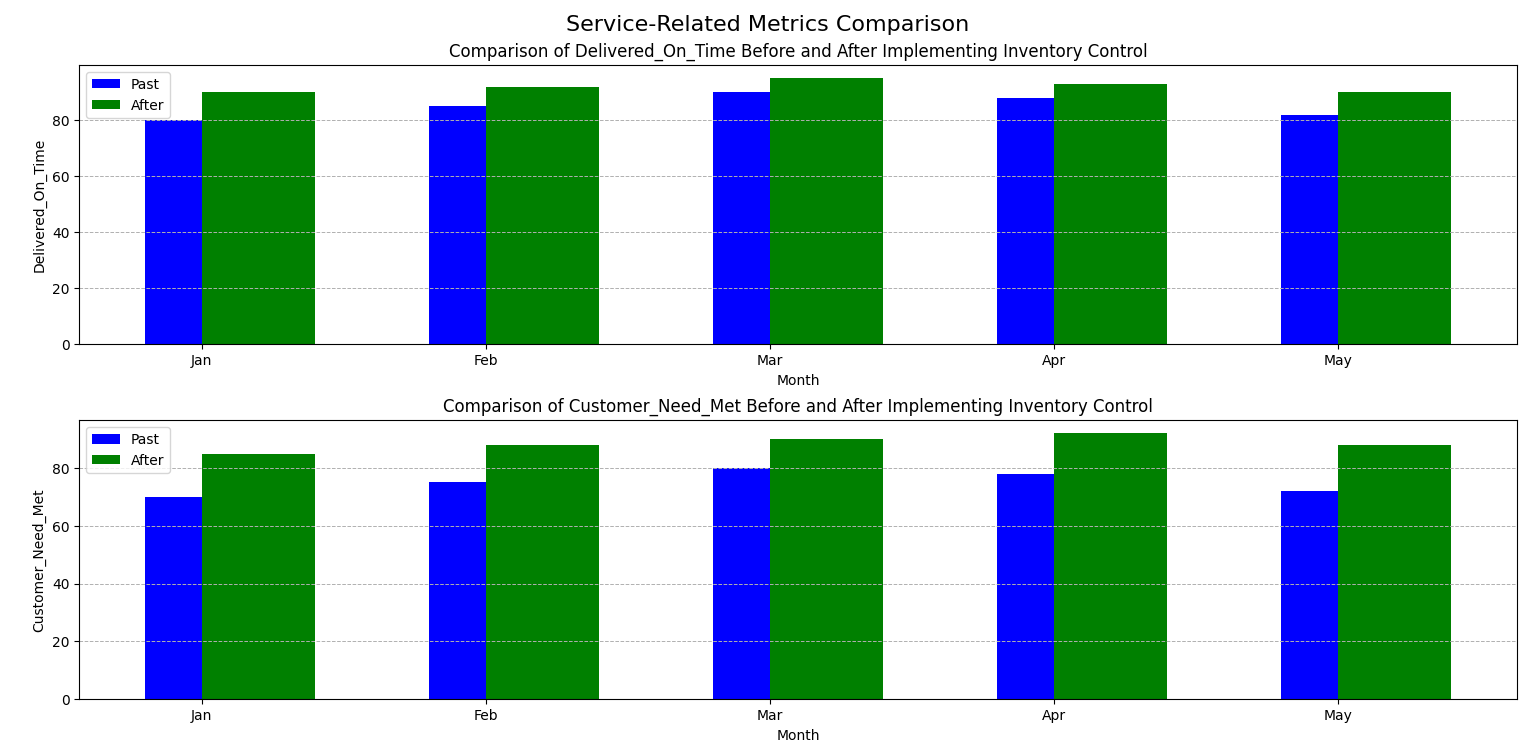 Service-Related Metrics Comparison
Comparison of Delivered_On_Time Before and After Implementing Inventory Control
Past
After
Delivered_On_Time
80
60
40
20
0
Jan Feb Mar Apr May
Month
Comparison of Customer_Need_Met Before and After Implementing Inventory Control
Past
After
Customer_Need_Met
80
60
40
20
0
Jan Feb Mar Apr May
Month